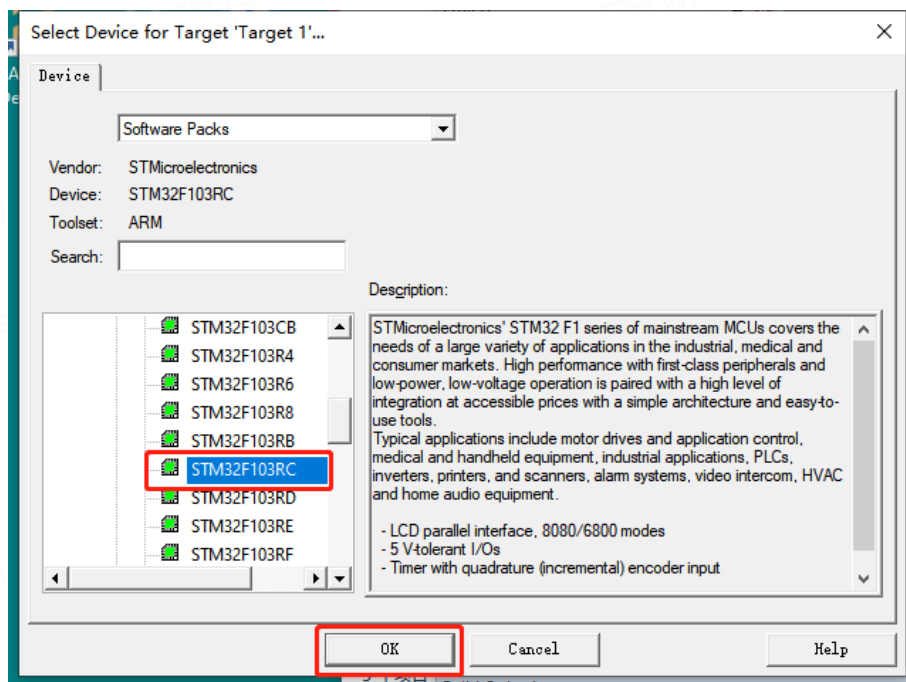 Select Device for Target 'Target 1'...
Device
Software Packs
Vendor: STMicroelectronics
Device: STM32F103RC
Toolset: ARM
Search:
Description:
STM32F103CB
STM32F103R4
STM32F103R6
STM32F103R8
STM32F103RB
STM32F103RC
STM32F103RD
STM32F103RE
STM32F103RF
STMicroelectronics' STM32 F1 series of mainstream MCUs covers the
needs of a large variety of applications in the industrial, medical and
consumer markets. High performance with first-class peripherals and
low-power, low-voltage operation is paired with a high level of
integration at accessible prices with a simple architecture and easy-to-
use tools.
Typical applications include motor drives and application control,
medical and handheld equipment, industrial applications, PLCs,
inverters, printers, and scanners, alarm systems, video intercom, HVAC
and home audio equipment.
- LCD parallel interface, 8080/6800 modes
- 5 V-tolerant I/Os
- Timer with quadrature (incremental) encoder input
OK
Cancel
Help